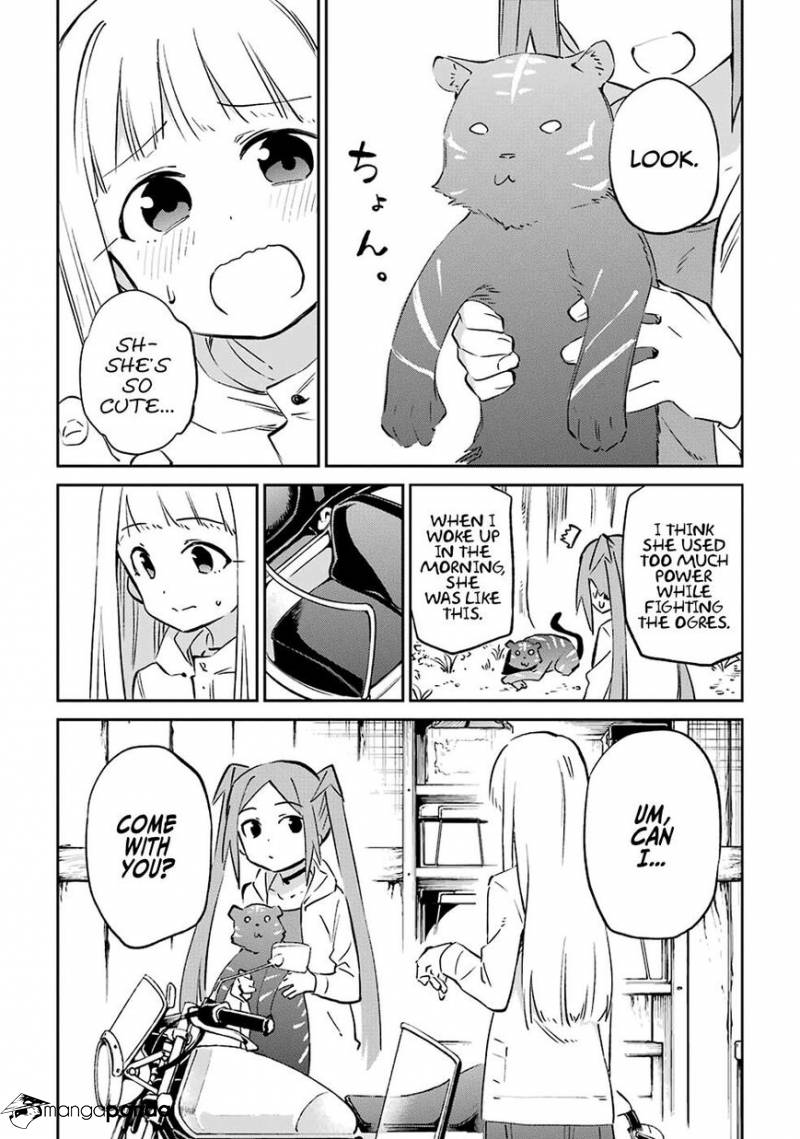 LOOK.
ちょん。
SH-
SHE'S
SO
CUTE...
I THINK
SHE USED
TOO MUCH
POWER
WHILE
FIGHTING
THE OGRES.
WHEN I
WOKE UP
IN THE
MORNING,
SHE
WAS LIKE
THIS.
UM,
CAN
I...
COME
WITH
YOU?
mangapanda